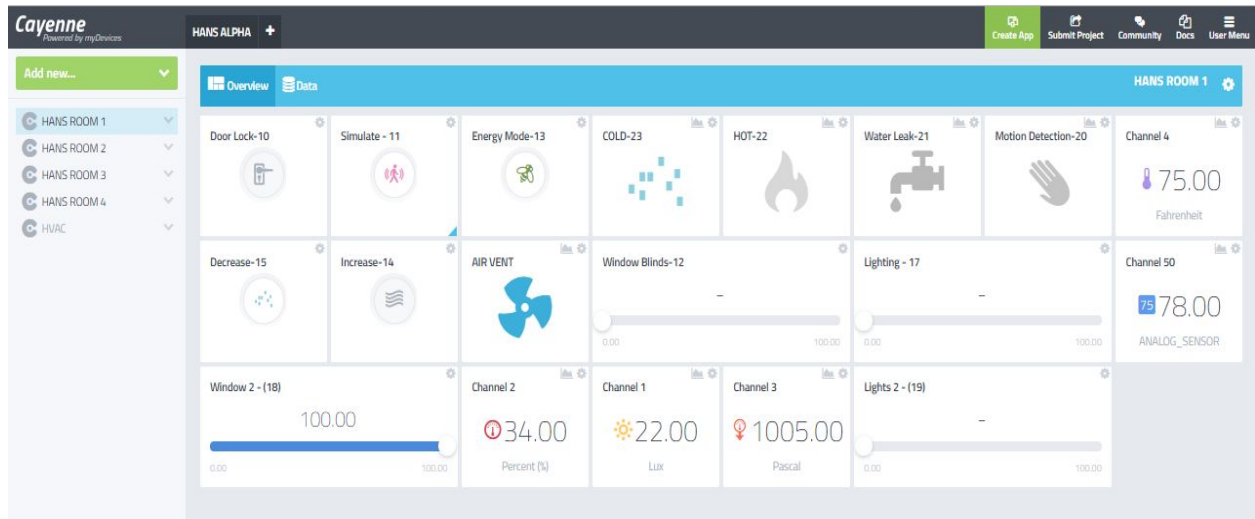 Cayenne
Powered by myDevices
HANS ALPHA +
Create App
Submit Project
Community
Docs
User Menu
Add new...
HANS ROOM 1
HANS ROOM 2
HANS ROOM 3
HANS ROOM 4
HVAC
Overview
Data
HANS ROOM 1
Door Lock-10
Simulate - 11
Energy Mode-13
COLD-23
HOT-22
Water Leak-21
Motion Detection-20
Channel 4
75.00
Fahrenheit
Decrease-15
Increase-14
AIR VENT
Window Blinds-12
-
0.00 100.00
Lighting - 17
-
0.00 100.00
Channel 50
75 78.00
ANALOG_SENSOR
Window 2 - (18)
100.00
0.00 100.00
Channel 2
34.00
Percent (%)
Channel 1
22.00
Lux
Channel 3
1005.00
Pascal
Lights 2 - (19)
-
0.00 100.00